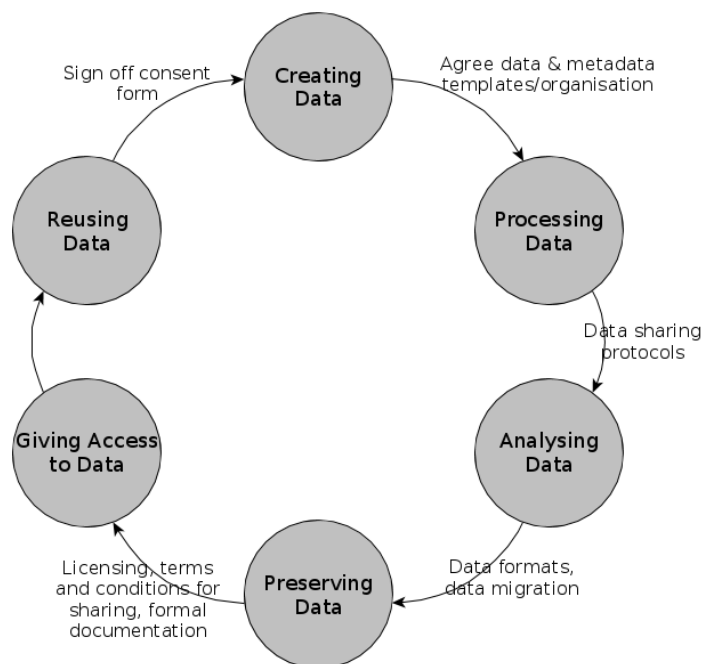 Sign off consent
form
Creating
Data
Agree data & metadata
templates/organisation
Reusing
Data
Processing
Data
Data sharing
protocols
Giving Access
to Data
Analysing
Data
Licensing, terms
and conditions for
sharing, formal
documentation
Preserving
Data
Data formats,
data migration